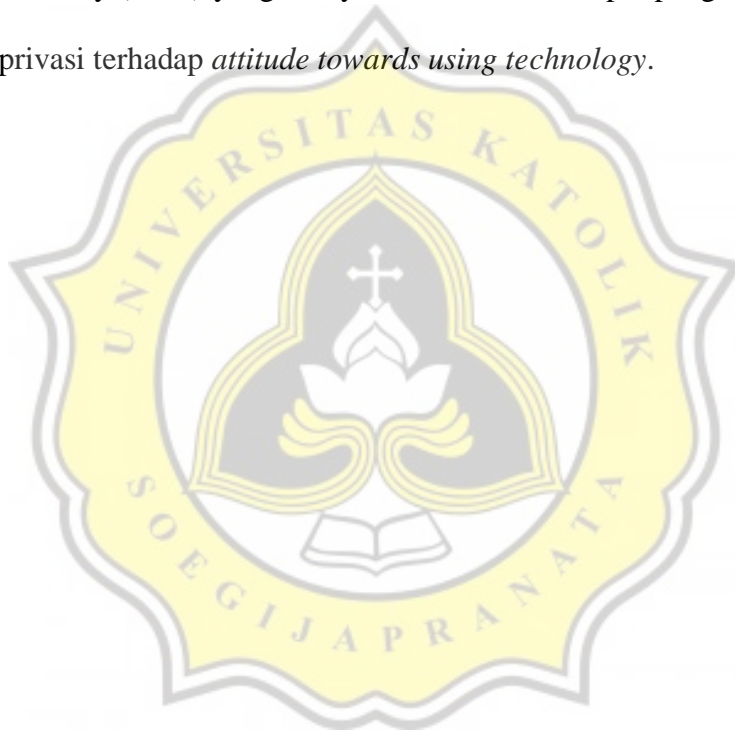 privasi terhadap attitude towards using technology.
UNIVERSITAS KATOLIK
SOEGIJAPRANATA